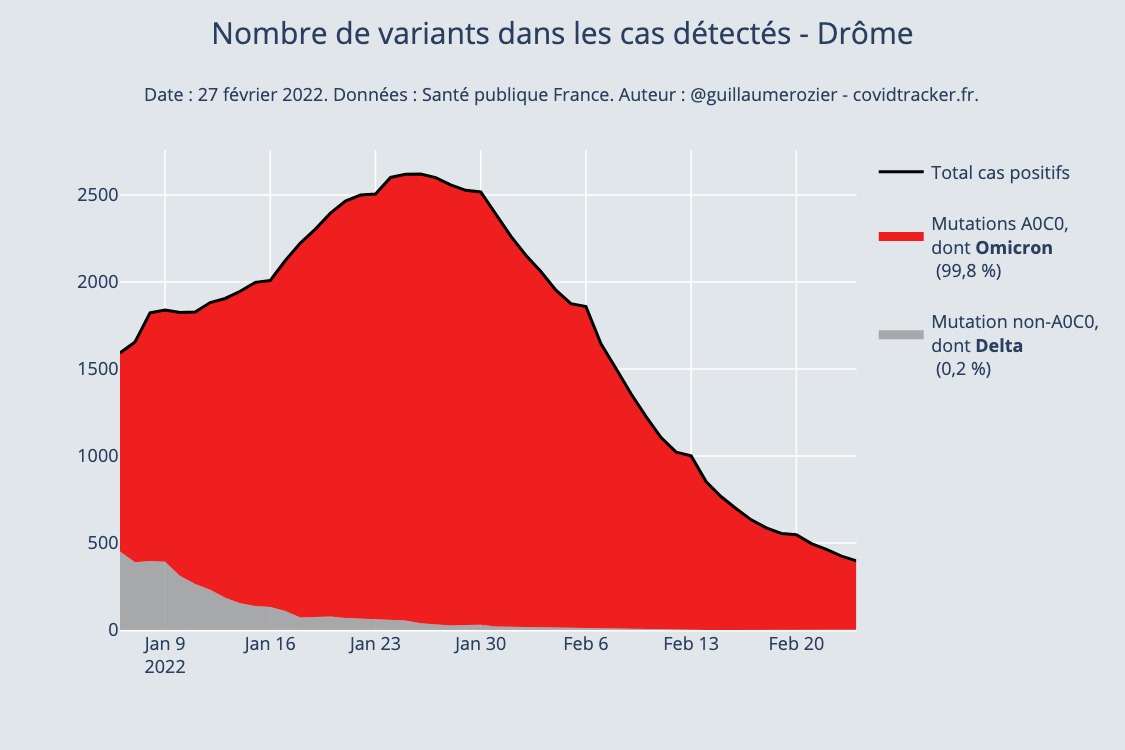 Nombre de variants dans les cas détectés - Drôme
Date : 27 février 2022. Données : Santé publique France. Auteur : @guillaumerozier - covidtracker.fr.
2500
2000
1500
1000
500
0
Jan 9
2022
Jan 16
Jan 23
Jan 30
Feb 6
Feb 13
Feb 20
Total cas positifs
Mutations A0C0,
dont Omicron
(99,8 %)
Mutation non-A0C0,
dont Delta
(0,2 %)